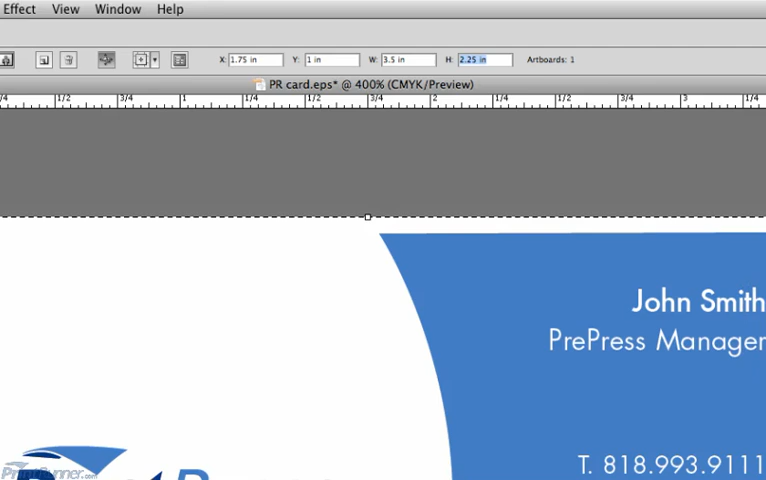 Effect View Window Help
X: 1.75 in Y: 1 in W: 3.5 in H: 2.25 in Artboards: 1
PR card.eps* @ 400% (CMYK/Preview)
/4 1/2 3/4 1 1/4 1/2 3/4 2 1/4 1/2 3/4 3 1/4
John Smith
PrePress Manager
T. 818.993.9111
PrintRunner.com